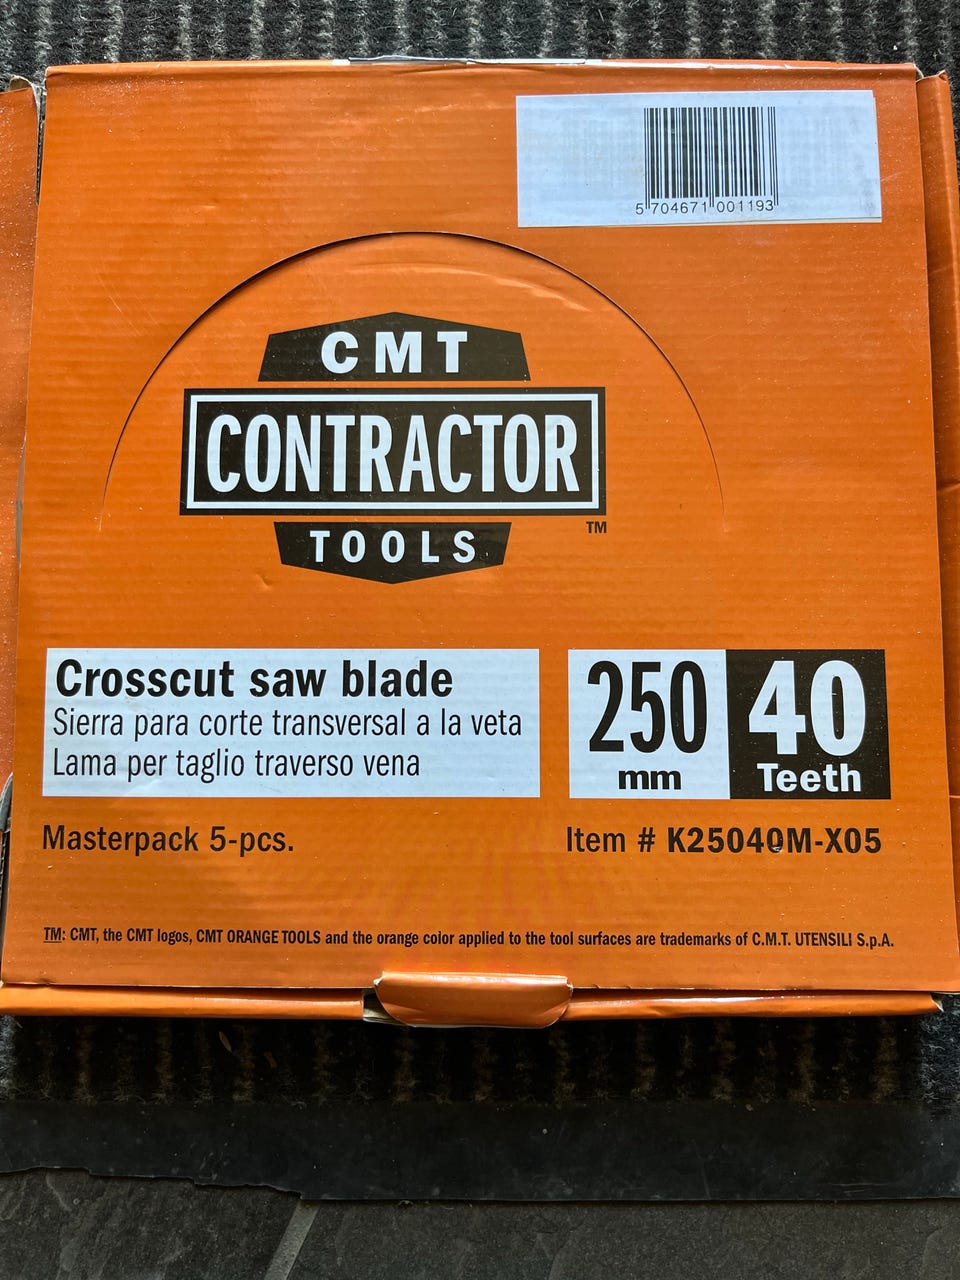 5 704671 001193
CMT
CONTRACTOR
TOOLS
TM
Crosscut saw blade
Sierra para corte transversal a la veta
Lama per taglio traverso vena
250
mm
40
Teeth
Masterpack 5-pcs.
Item # K25040M-X05
TM: CMT, the CMT logos, CMT ORANGE TOOLS and the orange color applied to the tool surfaces are trademarks of C.M.T. UTENSILI S.p.A.